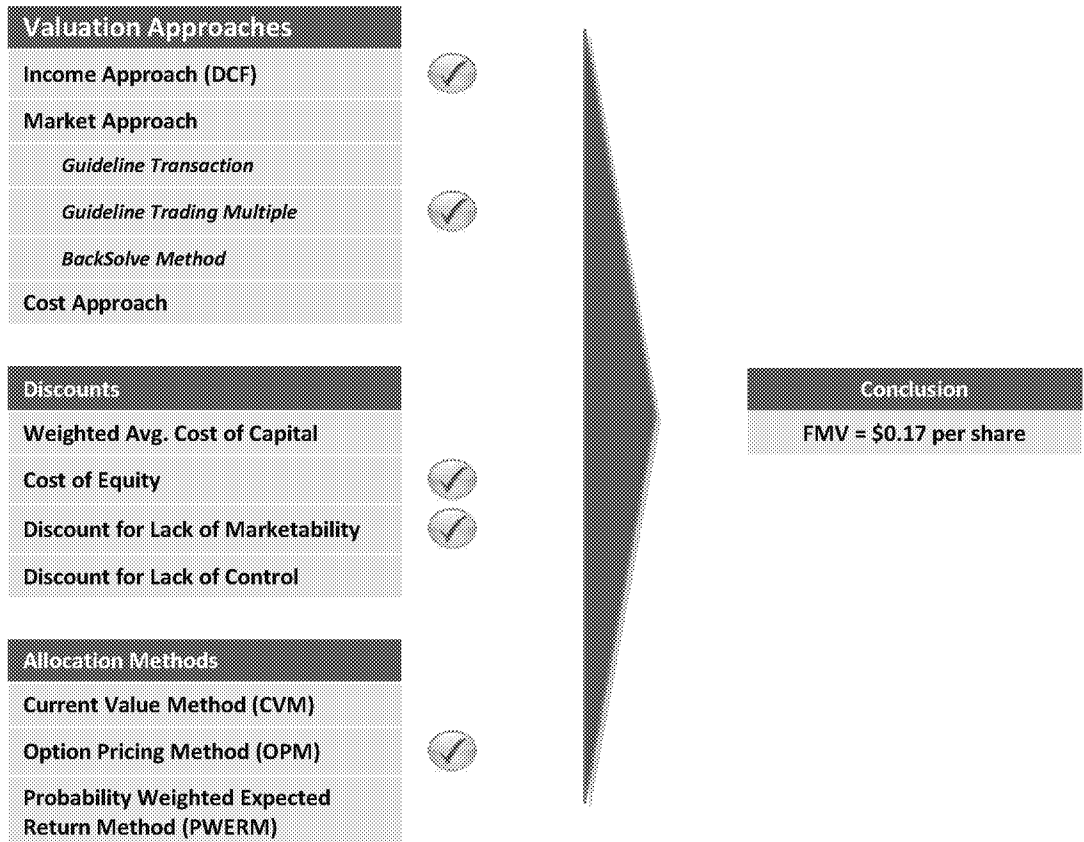 Valuation Approaches
Income Approach (DCF)
Market Approach
Guideline Transaction
Guideline Trading Multiple
BackSolve Method
Cost Approach
Discounts
Weighted Avg. Cost of Capital
Cost of Equity
Discount for Lack of Marketability
Discount for Lack of Control
Allocation Methods
Current Value Method (CVM)
Option Pricing Method (OPM)
Probability Weighted Expected
Return Method (PWERM)
Conclusion
FMV = $0.17 per share